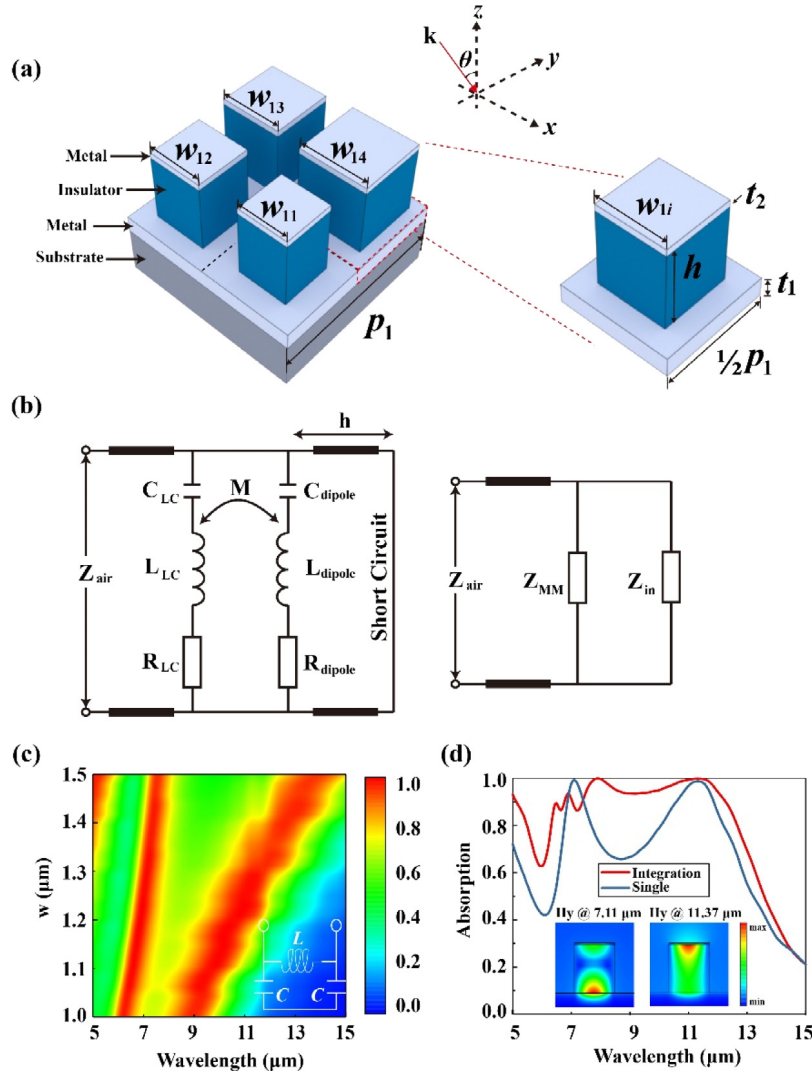 (a)
k
θ
z
y
x
w13
w12
w14
w11
Metal
Insulator
Metal
Substrate
p1
w1i
t2
h
t1
½p1
(b)
h
CLC
M
Cdipole
Zair
LLC
Ldipole
Short Circuit
RLC
Rdipole
Zair
ZMM
Zin
(c)
1.5
1.4
1.3
1.2
1.1
1.0
w (μm)
5 7 9 11 13 15
Wavelength (μm)
L
C C
1.0
0.8
0.6
0.4
0.2
0.0
(d)
1.0
0.8
0.6
0.4
0.2
0.0
Absorption
Integration
Single
Hy @ 7.11 μm Hy @ 11.37 μm
max
min
5 7 9 11 13 15
Wavelength (μm)